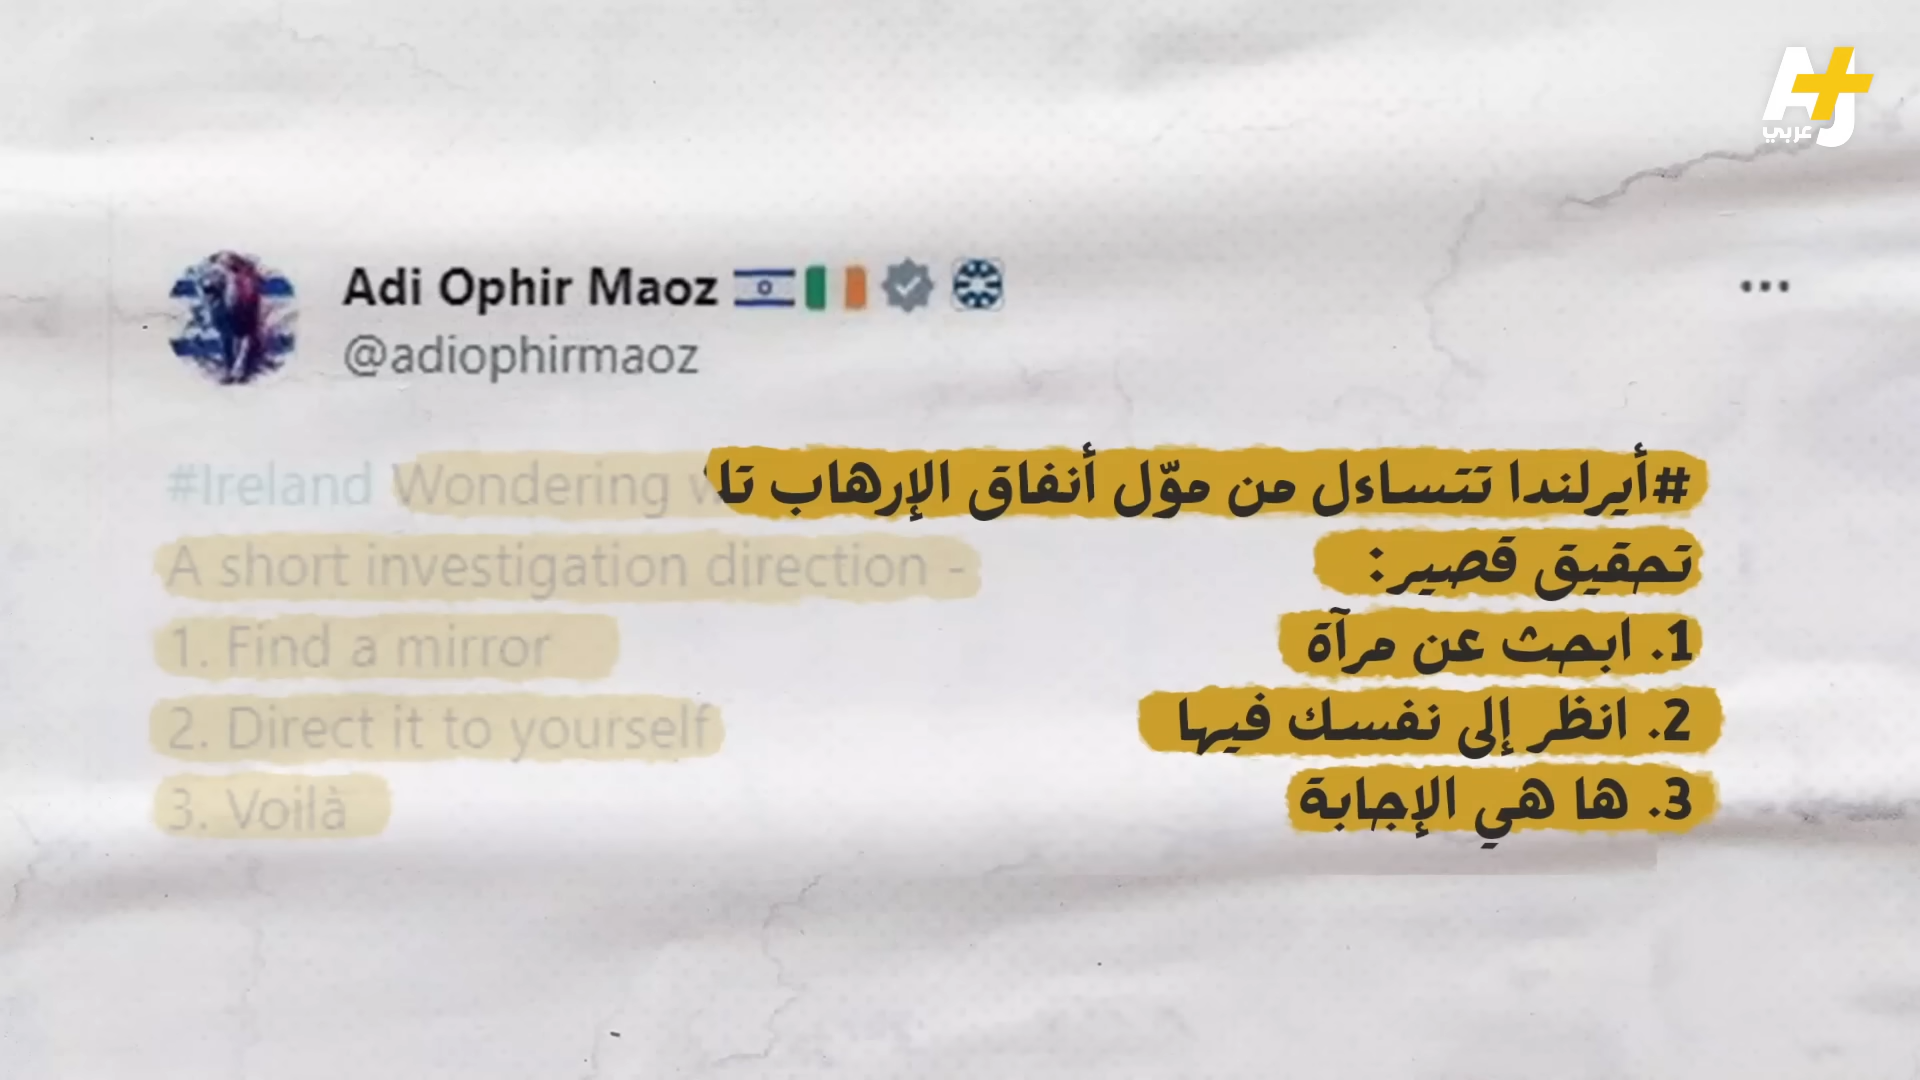 عربي
Adi Ophir Maoz
@adiophirmaoz
#Ireland Wondering
#أيرلندا تتساءل من موّل أنفاق الإرهاب تلـ
A short investigation direction -
تحقيق قصير:
1. Find a mirror
1. ابحث عن مرآة
2. Direct it to yourself
2. انظر إلى نفسك فيها
3. Voilà
3. ها هي الإجابة